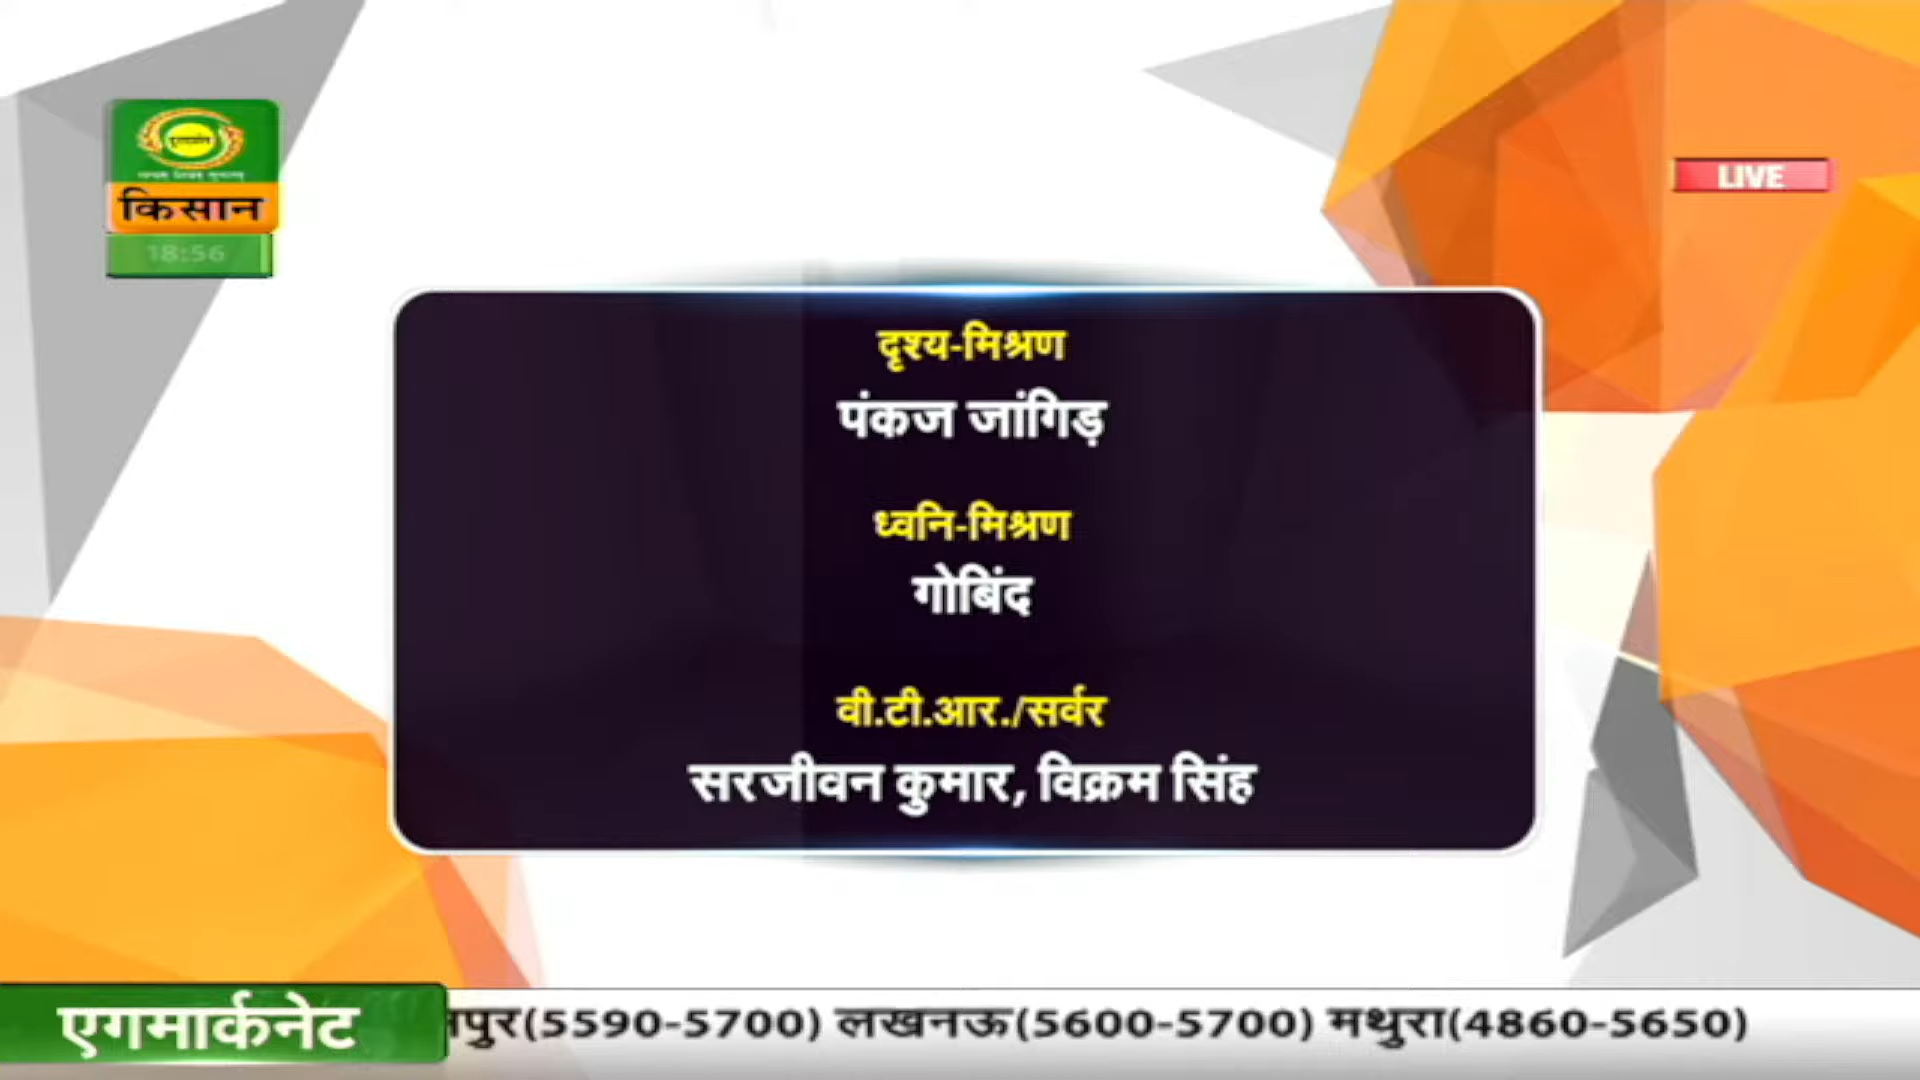 किसान
18:56
LIVE
दृश्य-मिश्रण
पंकज जांगिड़
ध्वनि-मिश्रण
गोबिंद
वी.टी.आर./सर्वर
सरजीवन कुमार, विक्रम सिंह
एगमार्कनेट
पुर(5590-5700) लखनऊ(5600-5700) मथुरा(4860-5650)